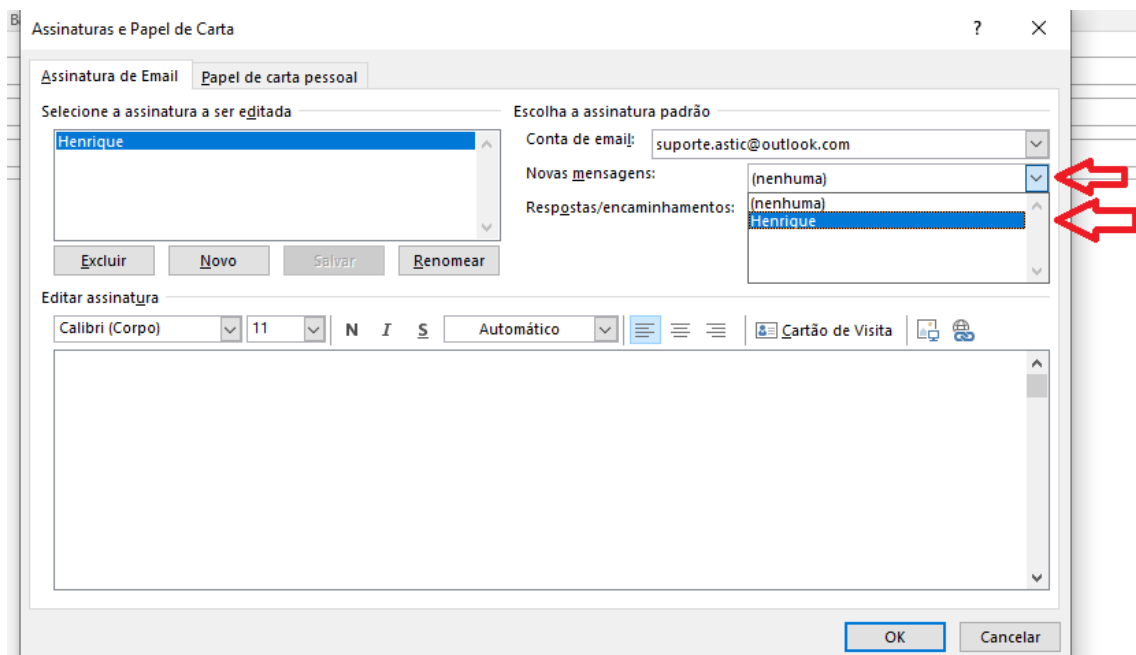 Assinaturas e Papel de Carta ?
Assinatura de Email Papel de carta pessoal
Selecione a assinatura a ser editada
Henrique
Excluir Novo Salvar Renomear
Escolha a assinatura padrão
Conta de email: suporte.astic@outlook.com
Novas mensagens: (nenhuma)
Respostas/encaminhamentos: (nenhuma)
Henrique
Editar assinatura
Calibri (Corpo) 11 N I S Automático Cartão de Visita
OK Cancelar